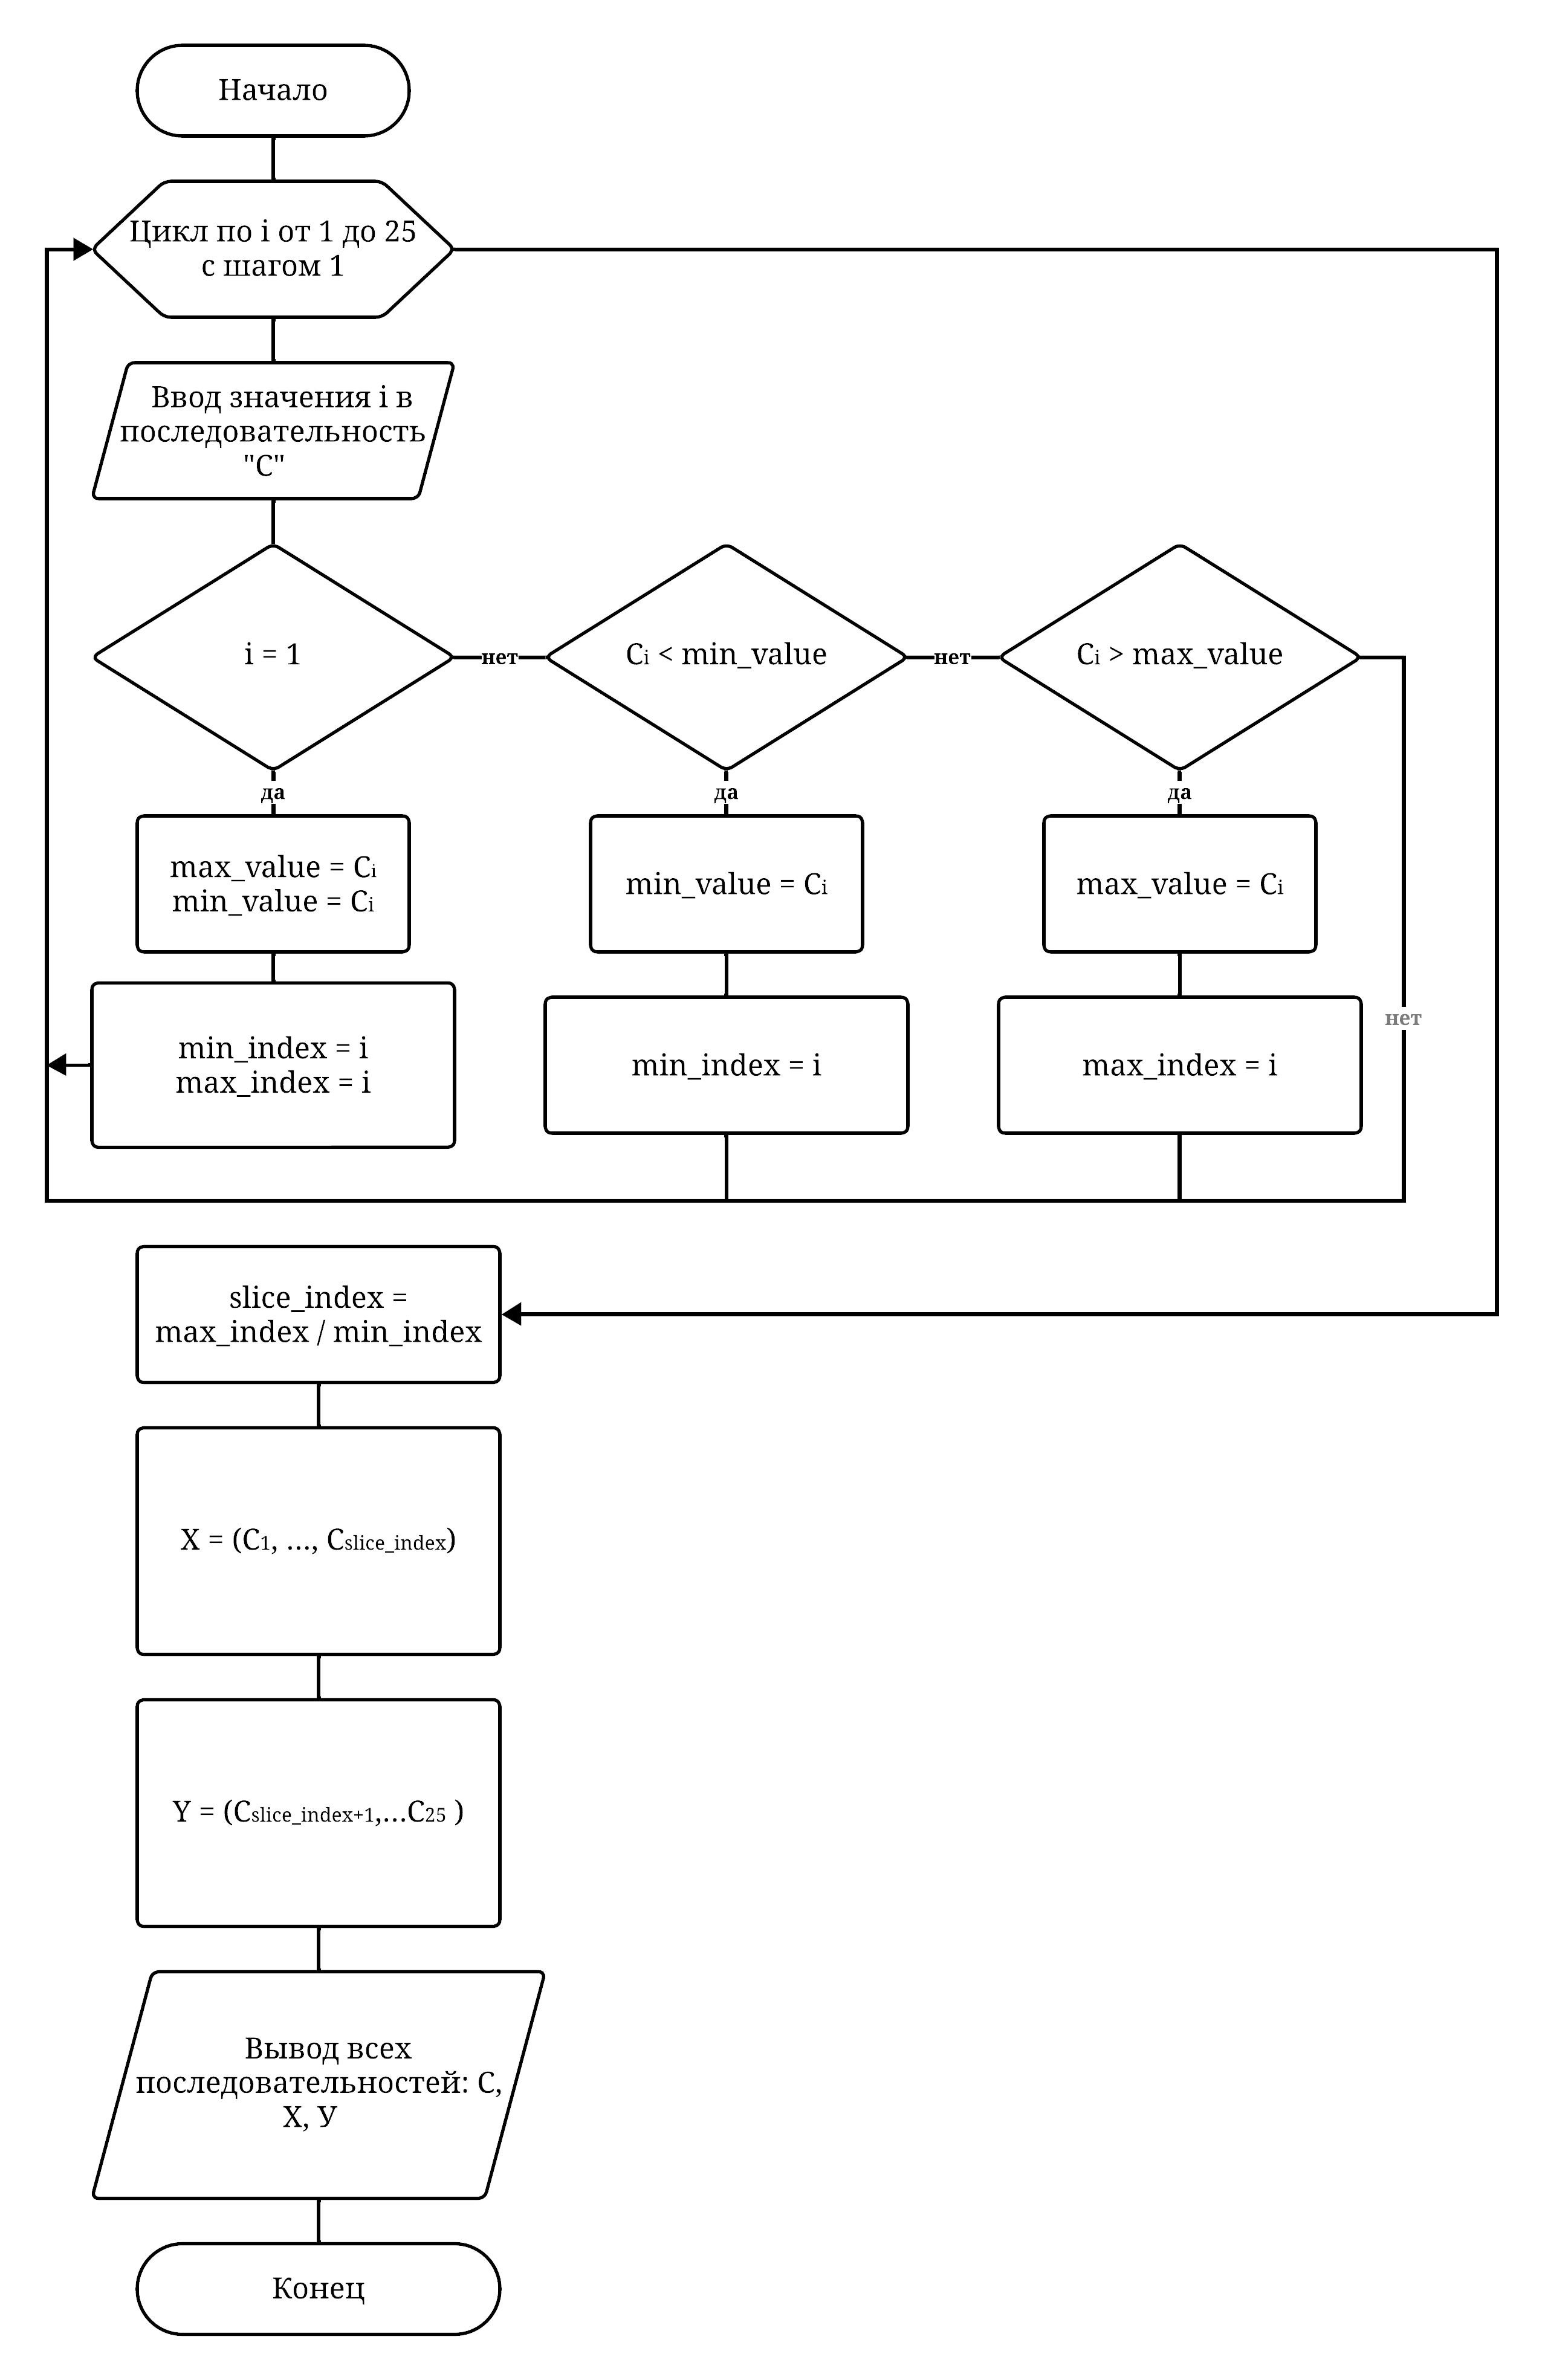 Начало
Цикл по i от 1 до 25
с шагом 1
Ввод значения i в
последовательность
"С"
i = 1
нет
Ci < min_value
нет
Ci > max_value
да
да
да
max_value = Ci
min_value = Ci
min_value = Ci
max_value = Ci
min_index = i
max_index = i
min_index = i
max_index = i
нет
slice_index =
max_index / min_index
X = (C1, ..., Cslice_index)
Y = (Cslice_index+1,...C25 )
Вывод всех
последовательностей: С,
Х, У
Конец